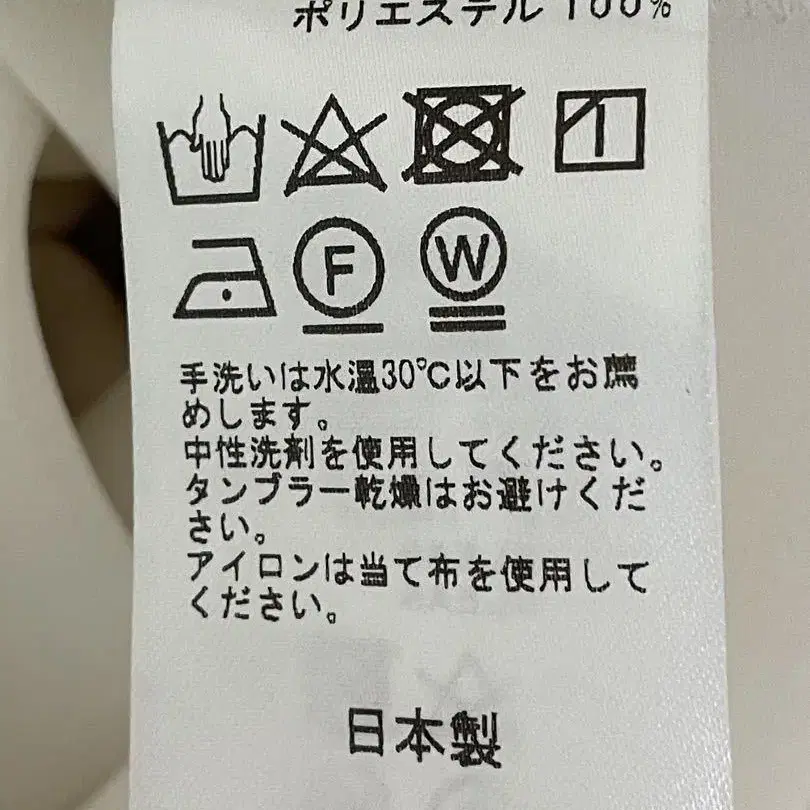 ポリエステル 100%
F
W
手洗いは水温30℃以下をお薦
めします。
中性洗剤を使用してください。
タンブラー乾燥はお避けくだ
さい。
アイロンは当て布を使用して
ください。
日本製